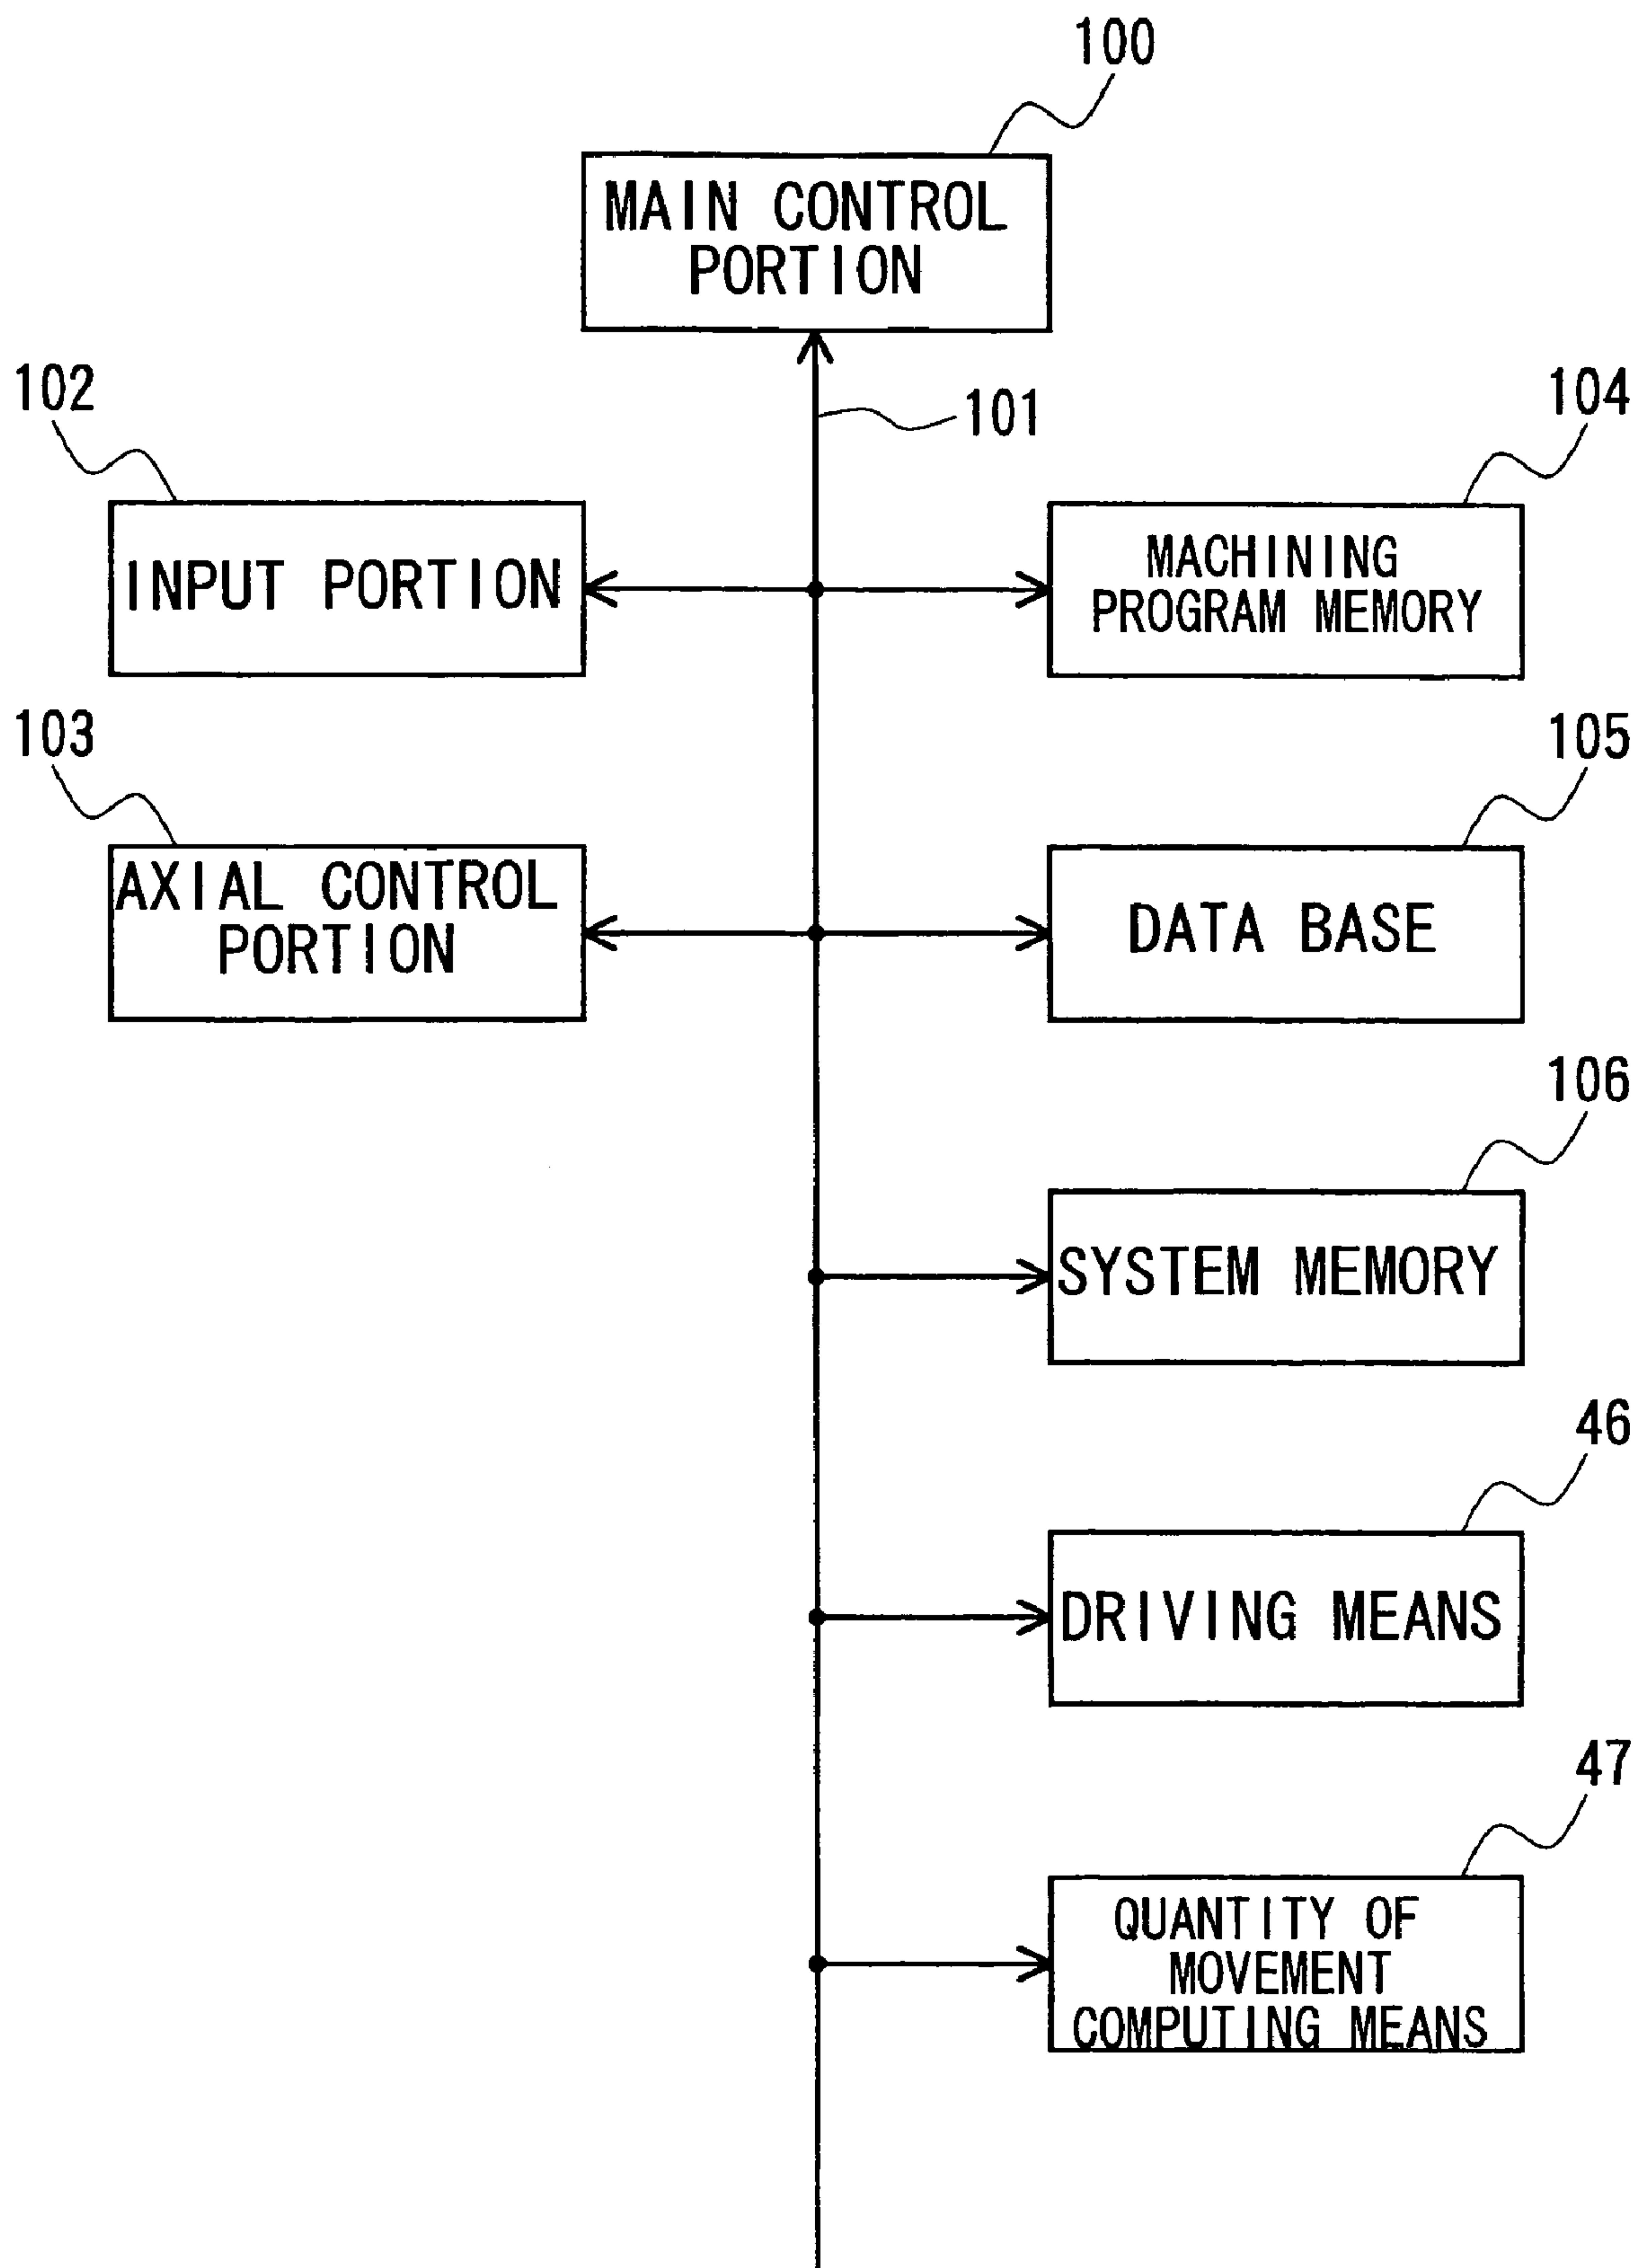 100
MAIN CONTROL
PORTION
101
102
INPUT PORTION
104
MACHINING
PROGRAM MEMORY
103
AXIAL CONTROL
PORTION
105
DATA BASE
106
SYSTEM MEMORY
46
DRIVING MEANS
47
QUANTITY OF
MOVEMENT
COMPUTING MEANS